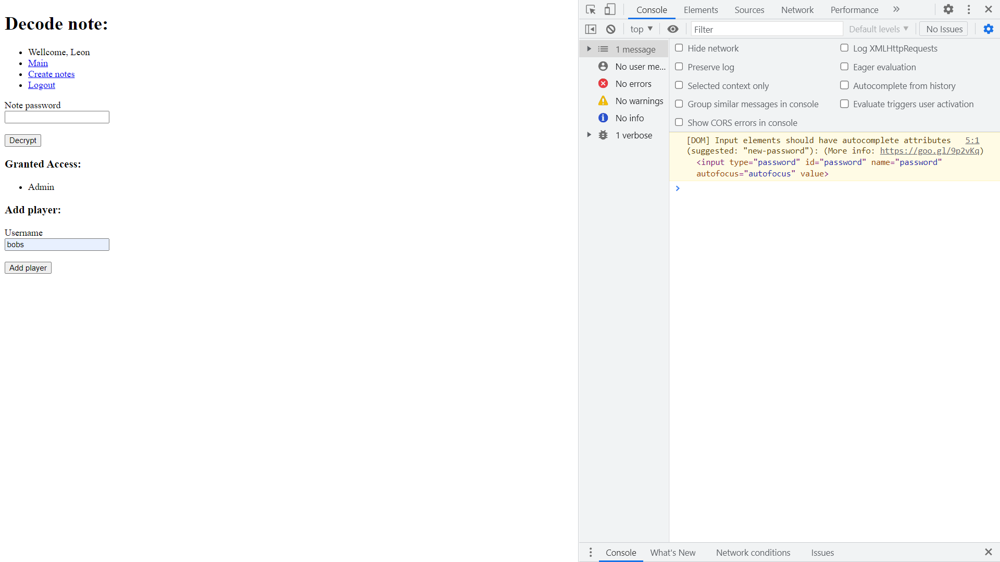 Decode note:
Wellcome, Leon
Main
Create notes
Logout
Note password
Decrypt
Granted Access:
Admin
Add player:
Username
bobs
Add player
Console Elements Sources Network Performance
top Filter Default levels No Issues
1 message
No user me...
No errors
No warnings
No info
1 verbose
Hide network Log XMLHttpRequests
Preserve log Eager evaluation
Selected context only Autocomplete from history
Group similar messages in console Evaluate triggers user activation
Show CORS errors in console
[DOM] Input elements should have autocomplete attributes 5:1
(suggested: "new-password"): (More info: https://goo.gl/9p2vKq)
<input type="password" id="password" name="password"
autofocus="autofocus" value>
Console What's New Network conditions Issues